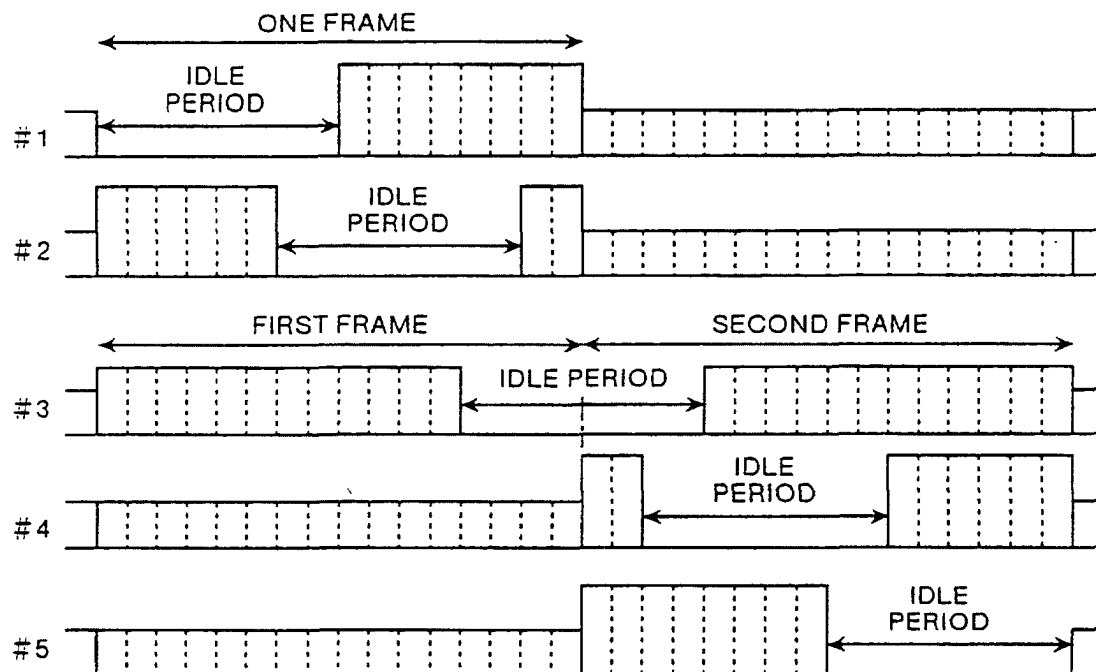 ONE FRAME
IDLE
PERIOD
#1
IDLE
PERIOD
#2
FIRST FRAME
SECOND FRAME
IDLE PERIOD
#3
IDLE
PERIOD
#4
IDLE
PERIOD
#5